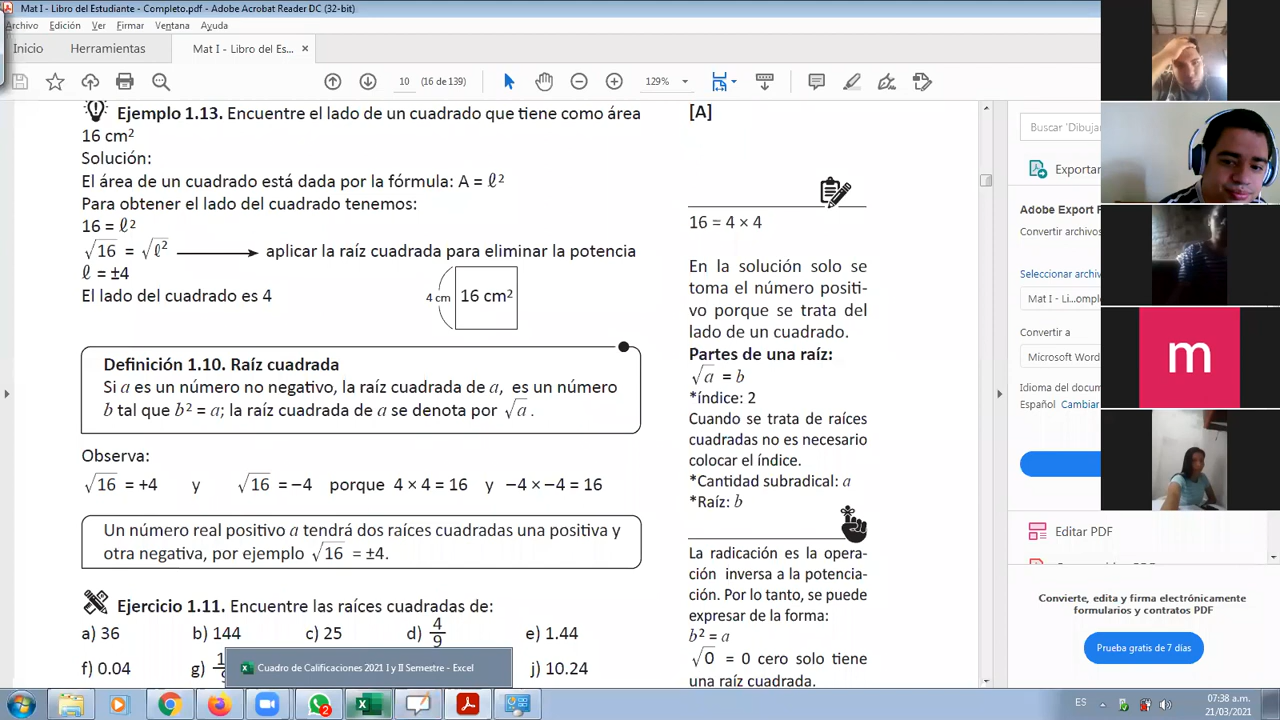 Mat I - Libro del Estudiante - Completo.pdf - Adobe Acrobat Reader DC (32-bit)
Archivo Edición Ver Firmar Ventana Ayuda
Inicio Herramientas Mat I - Libro del Es... ×
10 (16 de 139) 129%
Ejemplo 1.13. Encuentre el lado de un cuadrado que tiene como área
16 cm²
Solución:
El área de un cuadrado está dada por la fórmula: A = ℓ²
Para obtener el lado del cuadrado tenemos:
16 = ℓ²
√16 = √ℓ² ⟶ aplicar la raíz cuadrada para eliminar la potencia
ℓ = ±4
El lado del cuadrado es 4
4 cm 16 cm²
Definición 1.10. Raíz cuadrada
Si a es un número no negativo, la raíz cuadrada de a, es un número
b tal que b² = a; la raíz cuadrada de a se denota por √a.
Observa:
√16 = +4 y √16 = −4 porque 4 × 4 = 16 y −4 × −4 = 16
Un número real positivo a tendrá dos raíces cuadradas una positiva y
otra negativa, por ejemplo √16 = ±4.
Ejercicio 1.11. Encuentre las raíces cuadradas de:
a) 36 b) 144 c) 25 d) 4/9 e) 1.44
f) 0.04 g) j) 10.24
Cuadro de Calificaciones 2021 I y II Semestre - Excel
[A]
16 = 4 × 4
En la solución solo se
toma el número positi-
vo porque se trata del
lado de un cuadrado.
Partes de una raíz:
√a = b
*índice: 2
Cuando se trata de raíces
cuadradas no es necesario
colocar el índice.
*Cantidad subradical: a
*Raíz: b
La radicación es la opera-
ción inversa a la potencia-
ción. Por lo tanto, se puede
expresar de la forma:
b² = a
√0 = 0 cero solo tiene
una raíz cuadrada.
Buscar 'Dibuja
Exportar
Adobe Export F
Convertir archivos
Seleccionar archiv
Mat I - Li...omple
Convertir a
Microsoft Word
Idioma del docum
Español Cambiar
Editar PDF
Convierte, edita y firma electrónicamente
formularios y contratos PDF
Prueba gratis de 7 días
m
2
ES
07:38 a.m.
21/03/2021